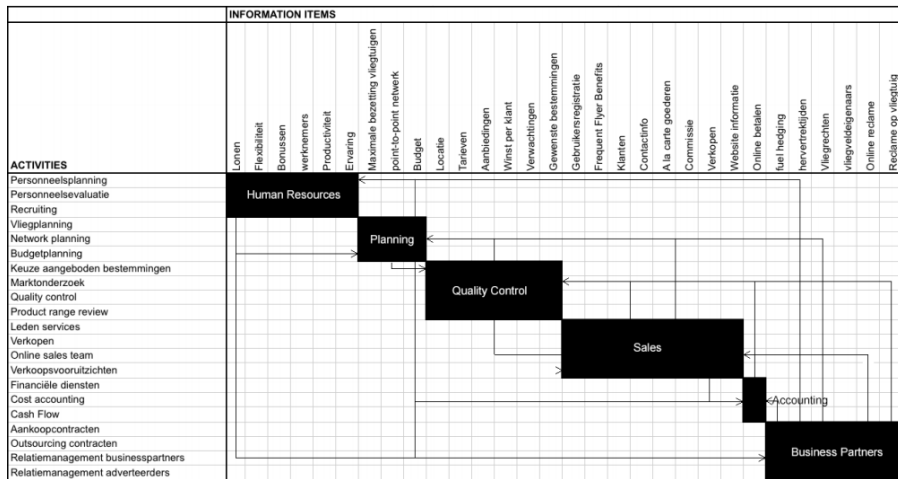 INFORMATION ITEMS
ACTIVITIES
Lonen
Flexibiliteit
Bonussen
werknemers
Productiviteit
Ervaring
Maximale bezetting vliegtuigen
point-to-point netwerk
Budget
Locatie
Tarieven
Aanbiedingen
Winst per klant
Verwachtingen
Gewenste bestemmingen
Gebruikersregistratie
Frequent Flyer Benefits
Klanten
Contactinfo
A la carte goederen
Commissie
Verkopen
Website informatie
Online betalen
fuel hedging
hervertrektijden
Vliegrechten
vliegveldeigenaars
Online reclame
Reclame op vliegtuig
Personneelsplanning
Personeelsevaluatie
Recruiting
Vliegplanning
Network planning
Budgetplanning
Keuze aangeboden bestemmingen
Marktonderzoek
Quality control
Product range review
Leden services
Verkopen
Online sales team
Verkoopsvooruitzichten
Financiële diensten
Cost accounting
Cash Flow
Aankoopcontracten
Outsourcing contracten
Relatiemanagement businesspartners
Relatiemanagement adverteerders
Human Resources
Planning
Quality Control
Sales
Accounting
Business Partners